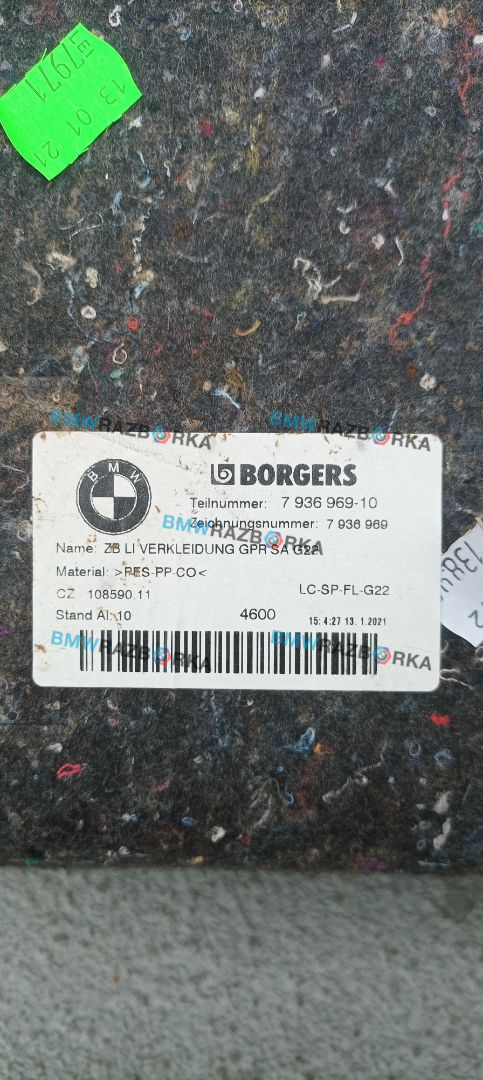 LE7971
13 01 21
BMWRAZBORKA
BMWRAZBORKA
BMW
BORGERS
Teilnummer: 7 936 969-10
BMWRAZBORKA
Zeichnungsnummer: 7 936 969
Name: ZB LI VERKLEIDUNG GPR SA G22
Material: >PES-PP-CO<
CZ 108590.11 LC-SP-FL-G22
Stand AI: 10 4600 15: 4:27 13. 1.2021
BMWRAZBORKA
BMWRAZBORKA